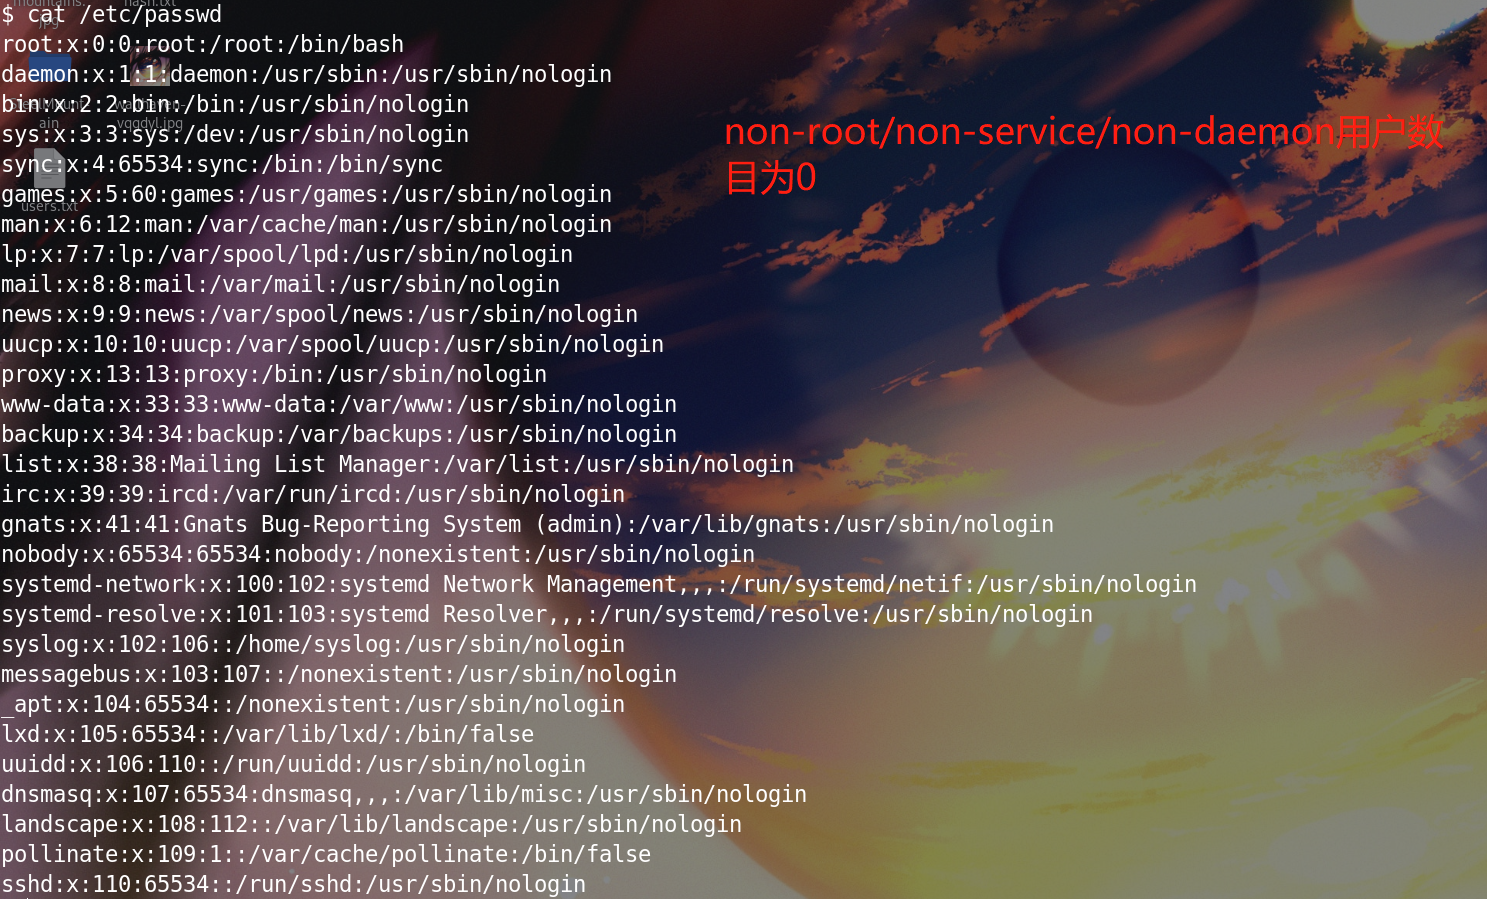 mountains.
hash.txt
jpg
$ cat /etc/passwd
root:x:0:0:root:/root:/bin/bash
daemon:x:1:1:daemon:/usr/sbin:/usr/sbin/nologin
bin:x:2:2:bin:/bin:/usr/sbin/nologin
ain
vqgdyl.jpg
sys:x:3:3:sys:/dev:/usr/sbin/nologin
sync:x:4:65534:sync:/bin:/bin/sync
games:x:5:60:games:/usr/games:/usr/sbin/nologin
users.txt
man:x:6:12:man:/var/cache/man:/usr/sbin/nologin
lp:x:7:7:lp:/var/spool/lpd:/usr/sbin/nologin
mail:x:8:8:mail:/var/mail:/usr/sbin/nologin
news:x:9:9:news:/var/spool/news:/usr/sbin/nologin
uucp:x:10:10:uucp:/var/spool/uucp:/usr/sbin/nologin
proxy:x:13:13:proxy:/bin:/usr/sbin/nologin
www-data:x:33:33:www-data:/var/www:/usr/sbin/nologin
backup:x:34:34:backup:/var/backups:/usr/sbin/nologin
list:x:38:38:Mailing List Manager:/var/list:/usr/sbin/nologin
irc:x:39:39:ircd:/var/run/ircd:/usr/sbin/nologin
gnats:x:41:41:Gnats Bug-Reporting System (admin):/var/lib/gnats:/usr/sbin/nologin
nobody:x:65534:65534:nobody:/nonexistent:/usr/sbin/nologin
systemd-network:x:100:102:systemd Network Management,,,:/run/systemd/netif:/usr/sbin/nologin
systemd-resolve:x:101:103:systemd Resolver,,,:/run/systemd/resolve:/usr/sbin/nologin
syslog:x:102:106::/home/syslog:/usr/sbin/nologin
messagebus:x:103:107::/nonexistent:/usr/sbin/nologin
_apt:x:104:65534::/nonexistent:/usr/sbin/nologin
lxd:x:105:65534::/var/lib/lxd/:/bin/false
uuidd:x:106:110::/run/uuidd:/usr/sbin/nologin
dnsmasq:x:107:65534:dnsmasq,,,:/var/lib/misc:/usr/sbin/nologin
landscape:x:108:112::/var/lib/landscape:/usr/sbin/nologin
pollinate:x:109:1::/var/cache/pollinate:/bin/false
sshd:x:110:65534::/run/sshd:/usr/sbin/nologin
non-root/non-service/non-daemon用户数
目为0